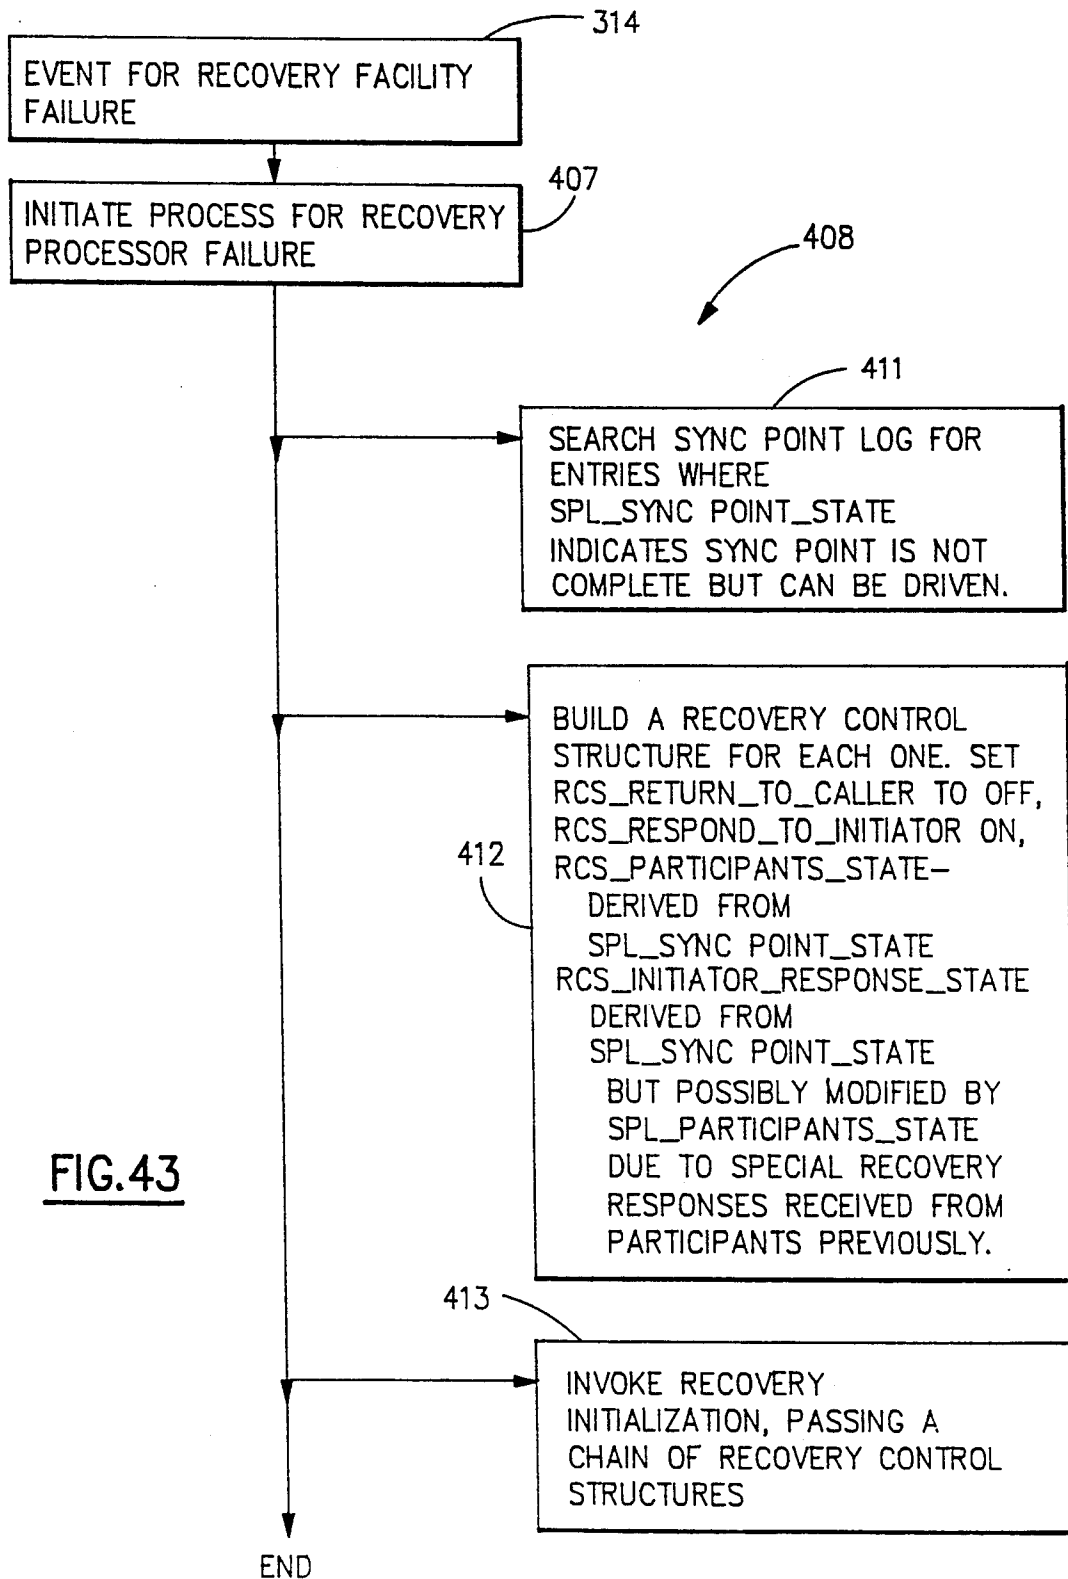 314
EVENT FOR RECOVERY FACILITY
FAILURE
407
INITIATE PROCESS FOR RECOVERY
PROCESSOR FAILURE
408
411
SEARCH SYNC POINT LOG FOR
ENTRIES WHERE
SPL_SYNC POINT_STATE
INDICATES SYNC POINT IS NOT
COMPLETE BUT CAN BE DRIVEN.
412
BUILD A RECOVERY CONTROL
STRUCTURE FOR EACH ONE. SET
RCS_RETURN_TO_CALLER TO OFF,
RCS_RESPOND_TO_INITIATOR ON,
RCS_PARTICIPANTS_STATE–
DERIVED FROM
SPL_SYNC POINT_STATE
RCS_INITIATOR_RESPONSE_STATE
DERIVED FROM
SPL_SYNC POINT_STATE
BUT POSSIBLY MODIFIED BY
SPL_PARTICIPANTS_STATE
DUE TO SPECIAL RECOVERY
RESPONSES RECEIVED FROM
PARTICIPANTS PREVIOUSLY.
FIG.43
413
INVOKE RECOVERY
INITIALIZATION, PASSING A
CHAIN OF RECOVERY CONTROL
STRUCTURES
END